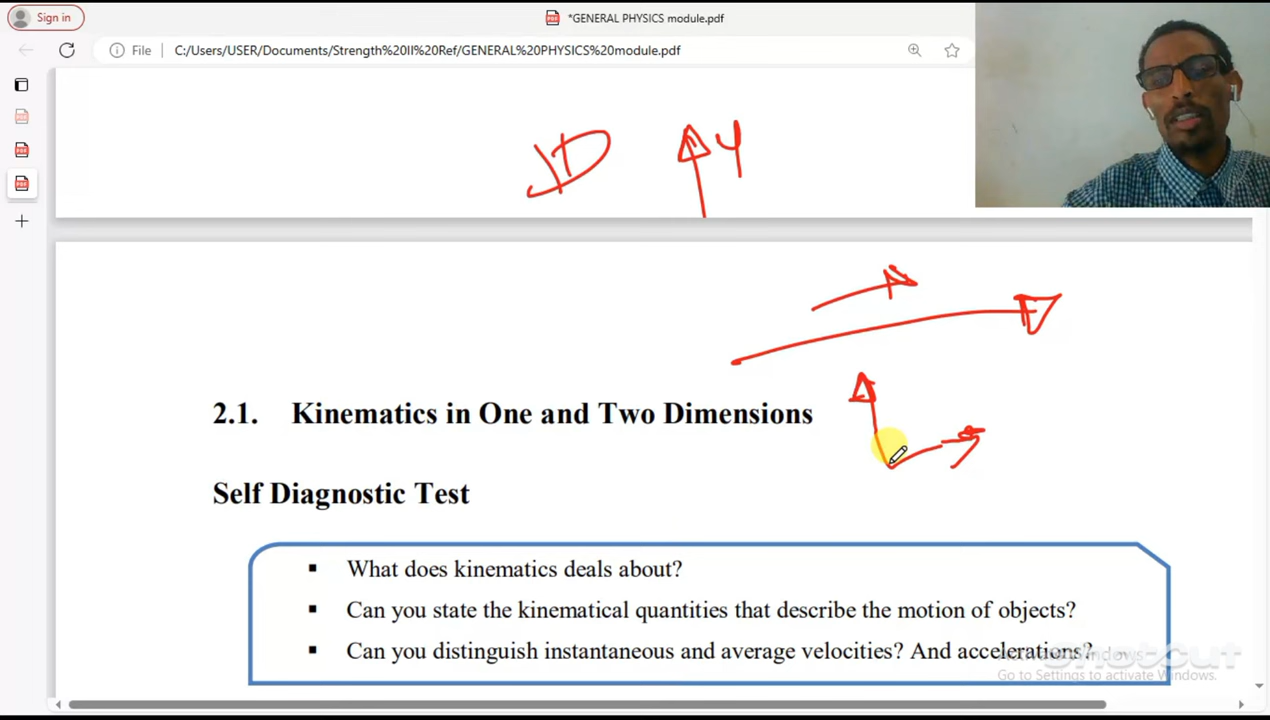 Sign in
*GENERAL PHYSICS module.pdf
File
C:/Users/USER/Documents/Strength%20II%20Ref/GENERAL%20PHYSICS%20module.pdf
1D
y
2.1. Kinematics in One and Two Dimensions
Self Diagnostic Test
▪ What does kinematics deals about?
▪ Can you state the kinematical quantities that describe the motion of objects?
▪ Can you distinguish instantaneous and average velocities? And accelerations?
Activate Windows
Shotcut
Go to Settings to activate Windows.